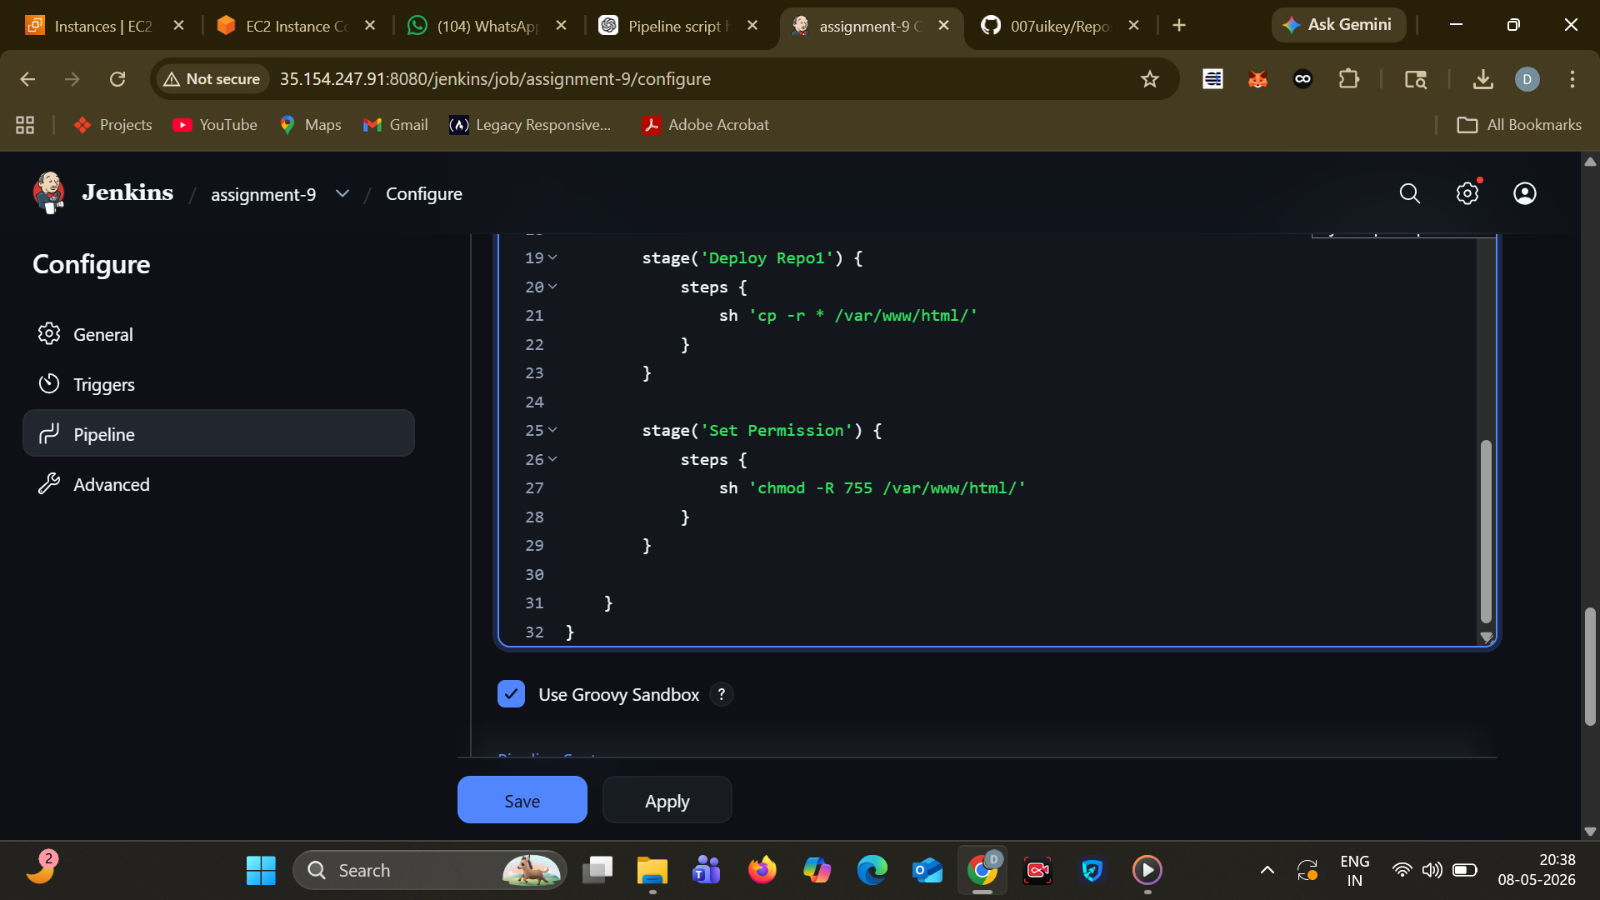 Instances | EC2
EC2 Instance Co
(104) WhatsApp
Pipeline script h
assignment-9 C
007uikey/Repo
Ask Gemini
Not secure
35.154.247.91:8080/jenkins/job/assignment-9/configure
D
Projects
YouTube
Maps
Gmail
Legacy Responsive...
Adobe Acrobat
All Bookmarks
Jenkins / assignment-9 / Configure
Configure
General
Triggers
Pipeline
Advanced
19 stage('Deploy Repo1') {
20 steps {
21 sh 'cp -r * /var/www/html/'
22 }
23 }
24
25 stage('Set Permission') {
26 steps {
27 sh 'chmod -R 755 /var/www/html/'
28 }
29 }
30
31 }
32 }
Use Groovy Sandbox ?
Save
Apply
2
Search
D
ENG
IN
20:38
08-05-2026